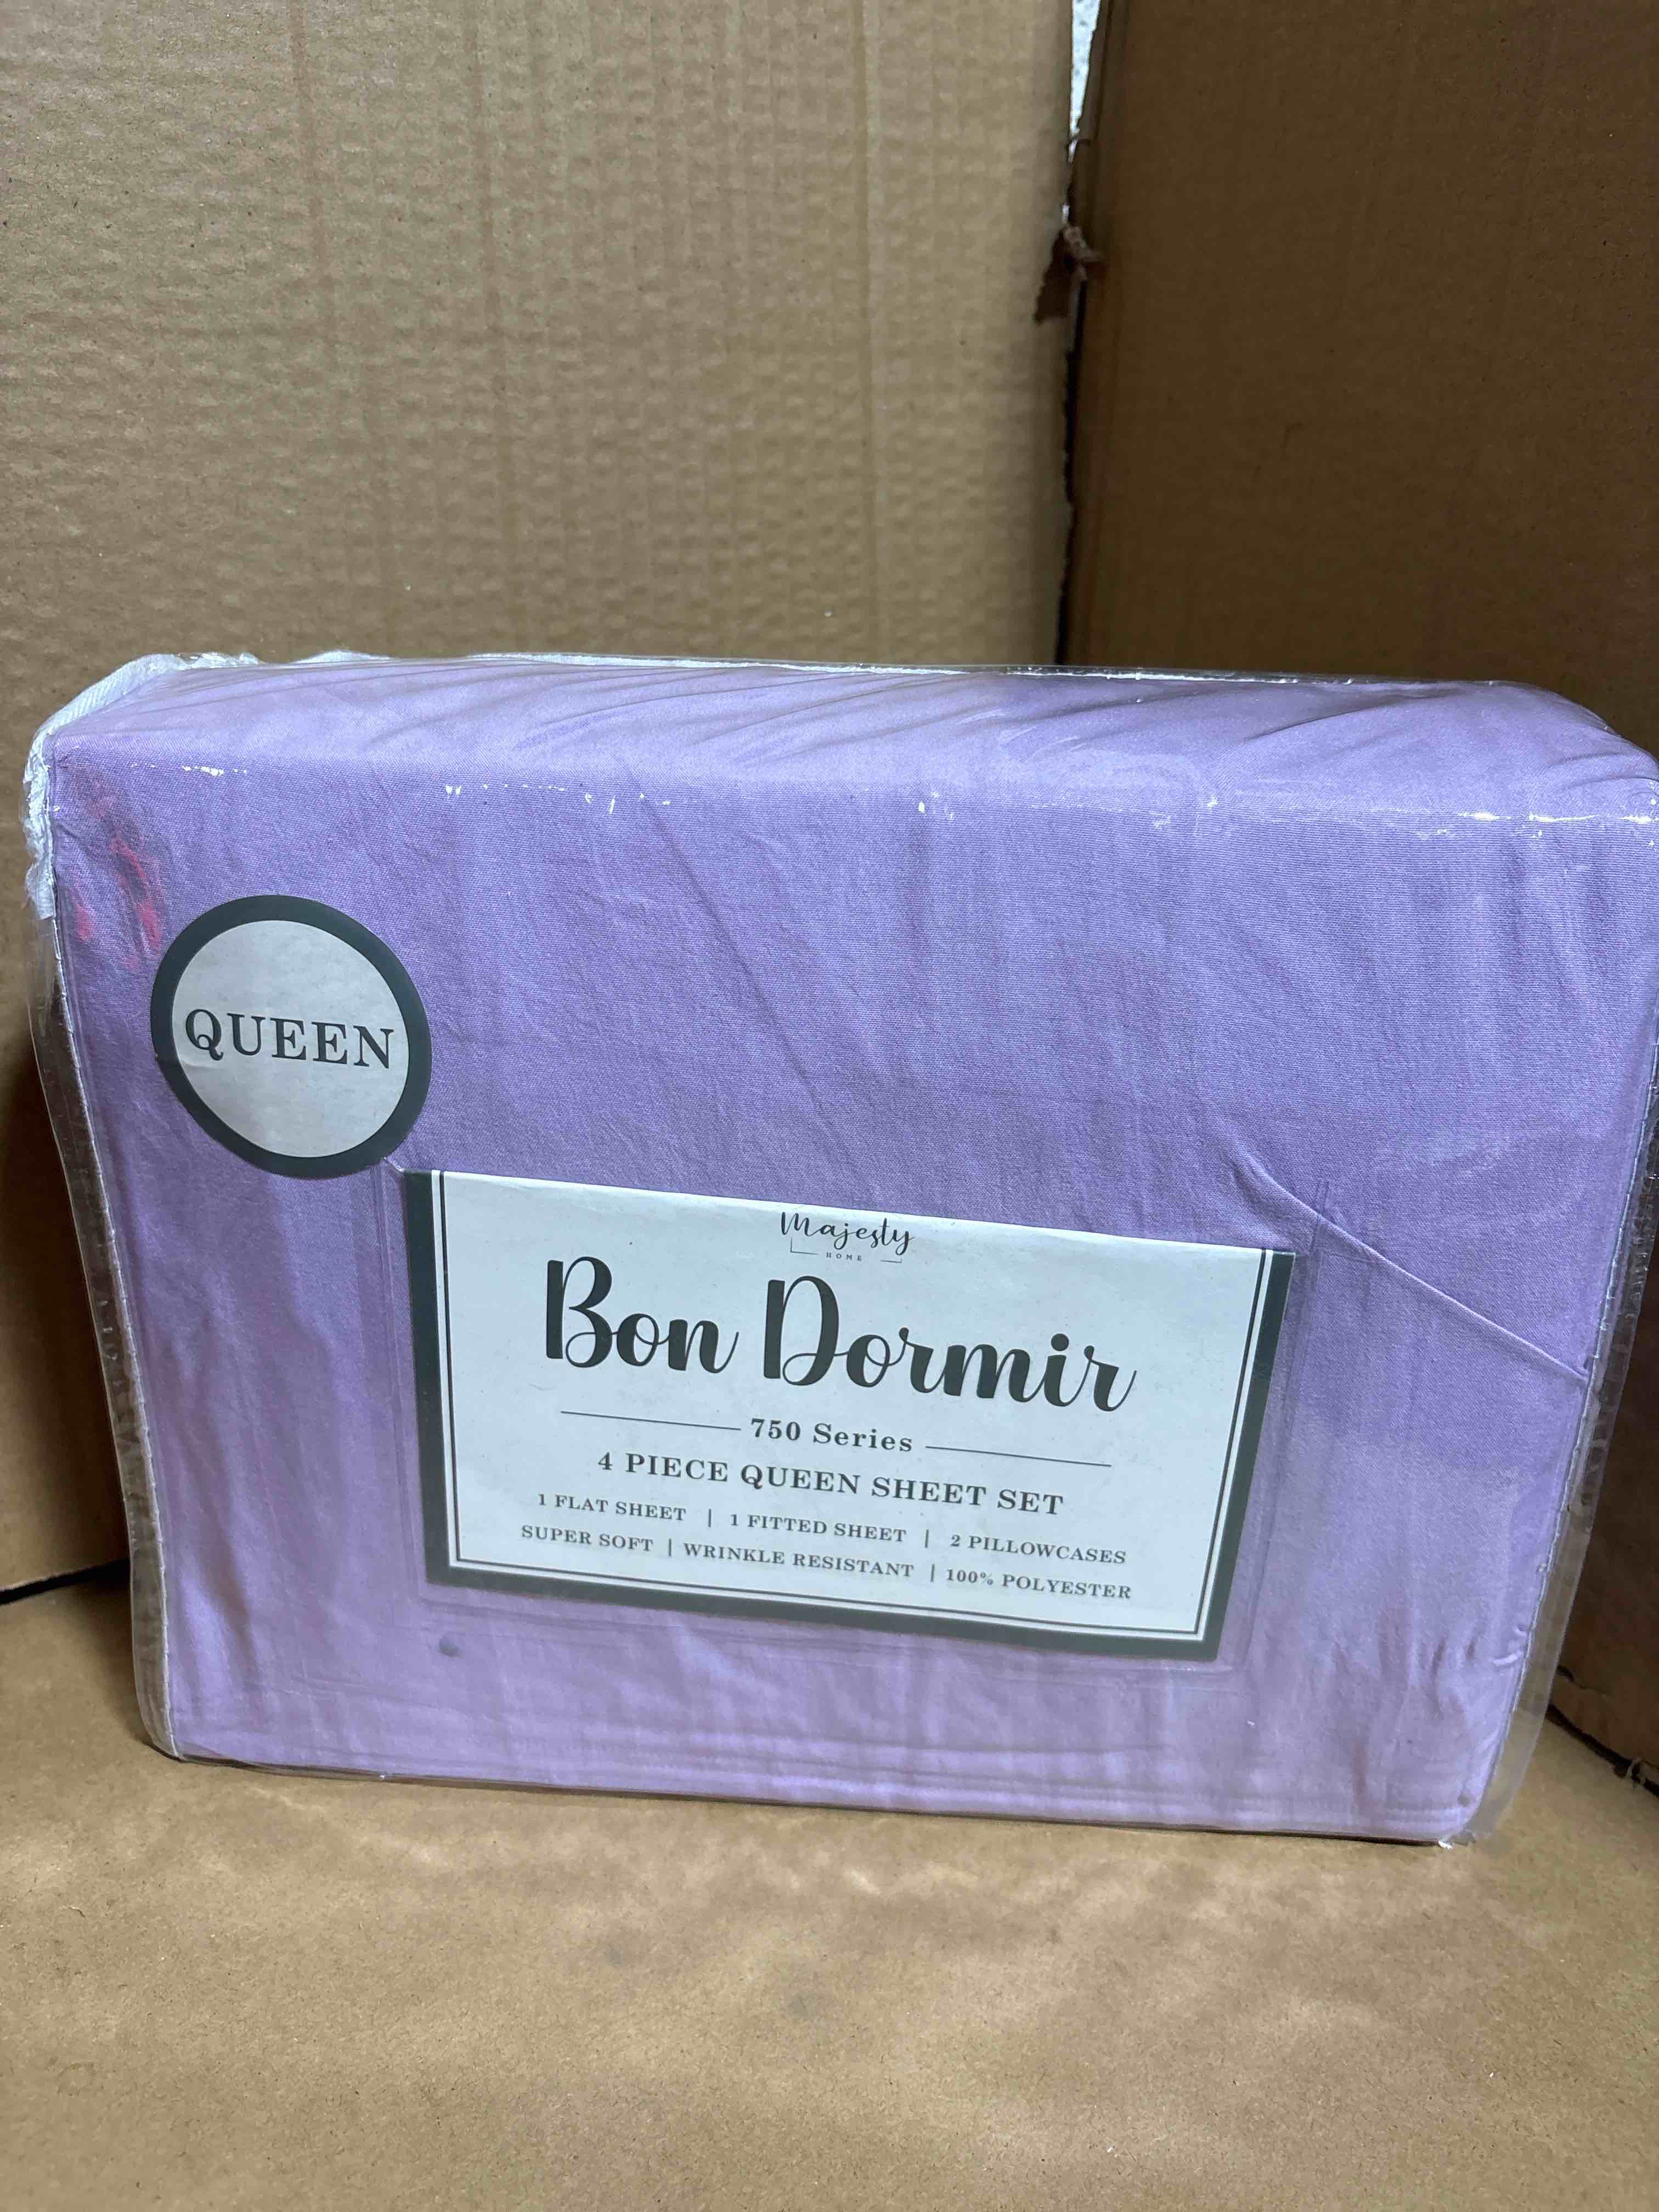 QUEEN
Majesty
HOME
Bon Dormir
750 Series
4 PIECE QUEEN SHEET SET
1 FLAT SHEET | 1 FITTED SHEET | 2 PILLOWCASES
SUPER SOFT | WRINKLE RESISTANT | 100% POLYESTER